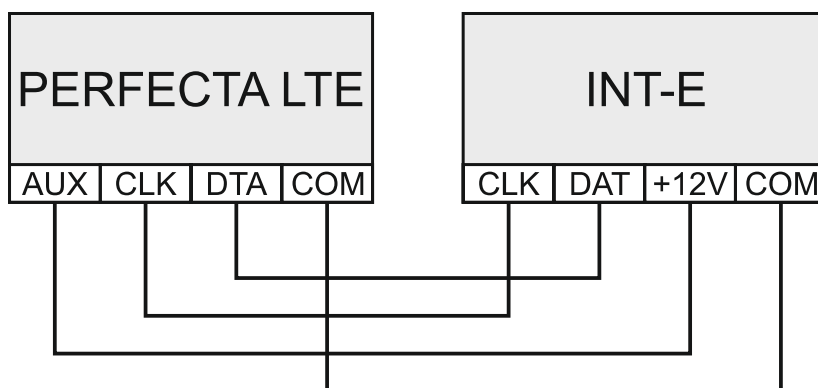 PERFECTA LTE
INT-E
AUX CLK DTA COM
CLK DAT +12V COM